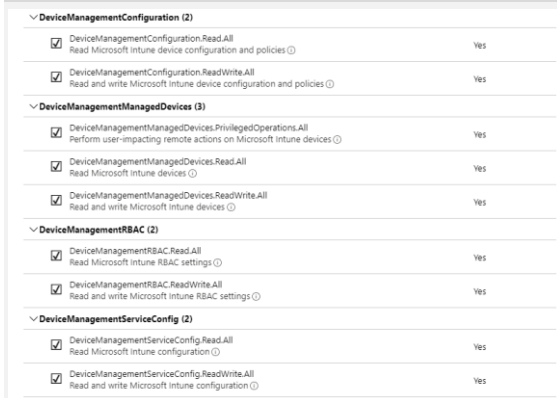 DeviceManagementConfiguration (2)
DeviceManagementConfiguration.Read.All
Read Microsoft Intune device configuration and policies
Yes
DeviceManagementConfiguration.ReadWrite.All
Read and write Microsoft Intune device configuration and policies
Yes
DeviceManagementManagedDevices (3)
DeviceManagementManagedDevices.PrivilegedOperations.All
Perform user-impacting remote actions on Microsoft Intune devices
Yes
DeviceManagementManagedDevices.Read.All
Read Microsoft Intune devices
Yes
DeviceManagementManagedDevices.ReadWrite.All
Read and write Microsoft Intune devices
Yes
DeviceManagementRBAC (2)
DeviceManagementRBAC.Read.All
Read Microsoft Intune RBAC settings
Yes
DeviceManagementRBAC.ReadWrite.All
Read and write Microsoft Intune RBAC settings
Yes
DeviceManagementServiceConfig (2)
DeviceManagementServiceConfig.Read.All
Read Microsoft Intune configuration
Yes
DeviceManagementServiceConfig.ReadWrite.All
Read and write Microsoft Intune configuration
Yes